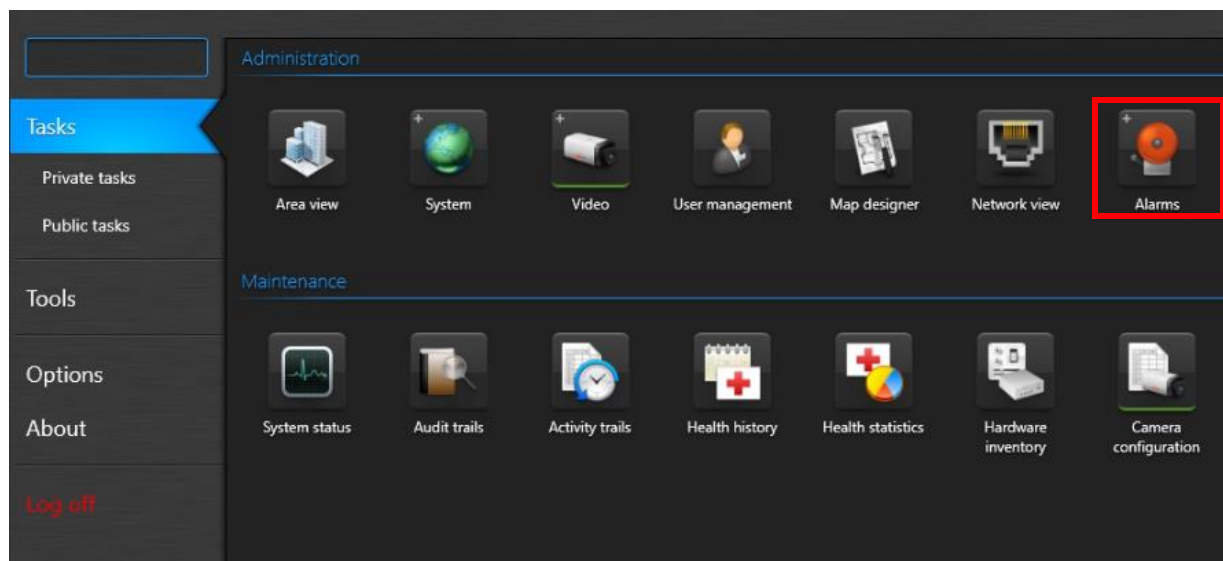 Administration
Tasks
Private tasks
Public tasks
Area view
System
Video
User management
Map designer
Network view
Alarms
Maintenance
Tools
Options
About
System status
Audit trails
Activity trails
Health history
Health statistics
Hardware
inventory
Camera
configuration
Log off